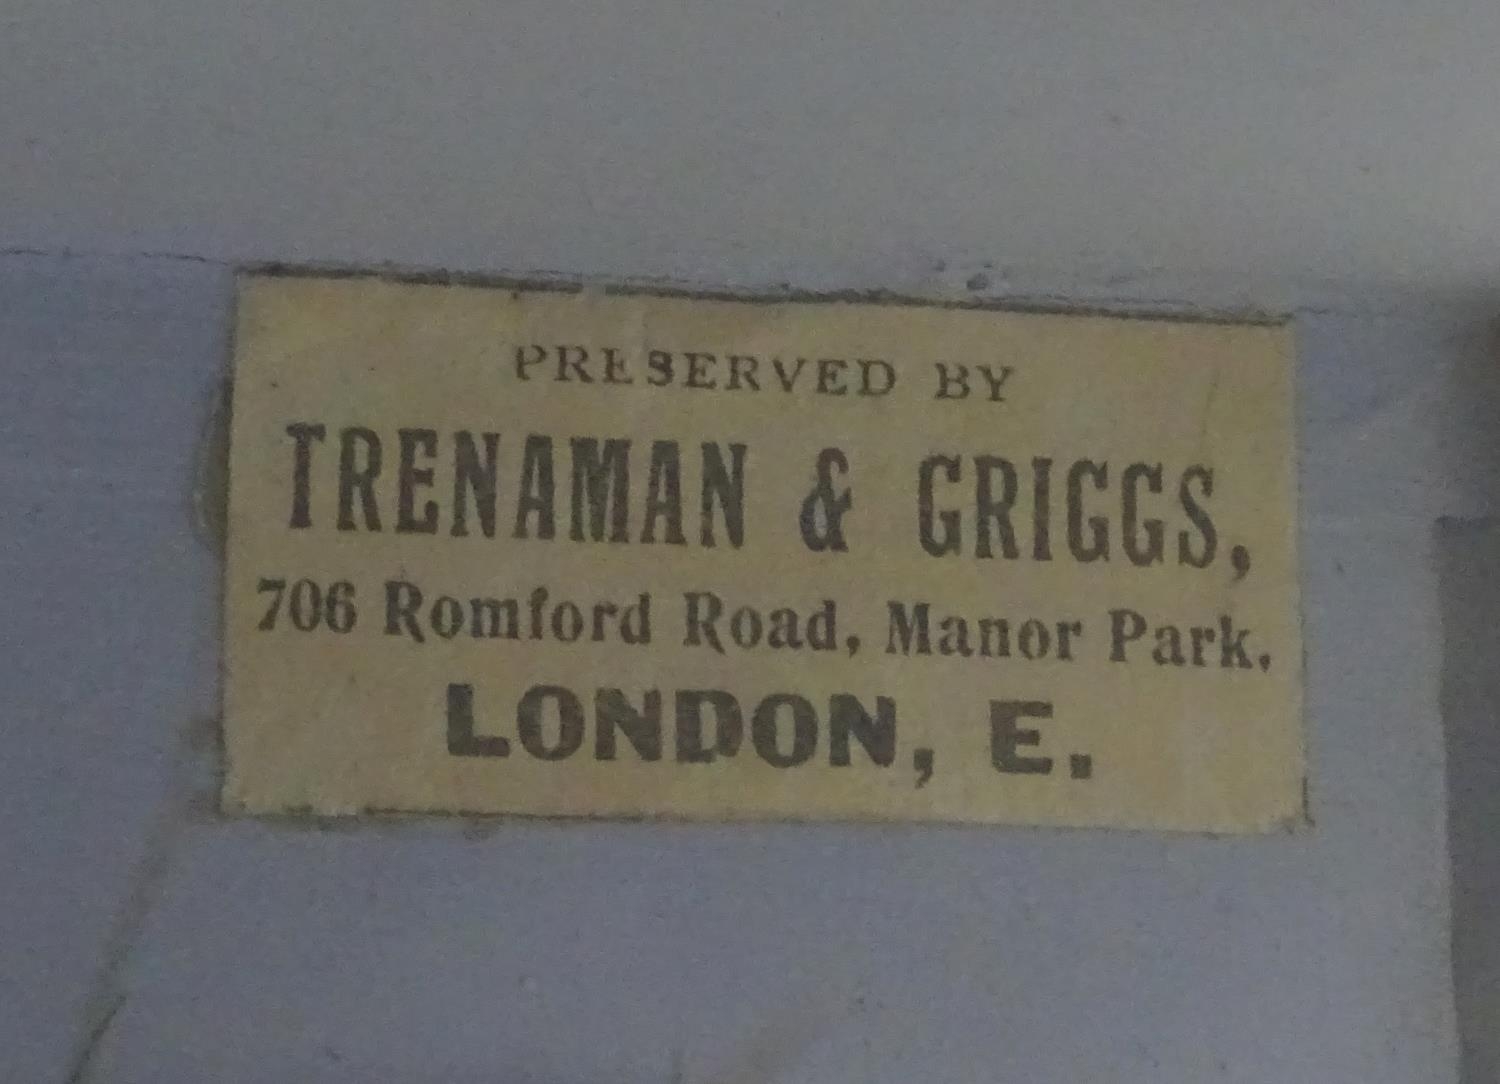 PRESERVED BY
TRENAMAN & GRIGGS,
706 Romford Road, Manor Park,
LONDON, E.